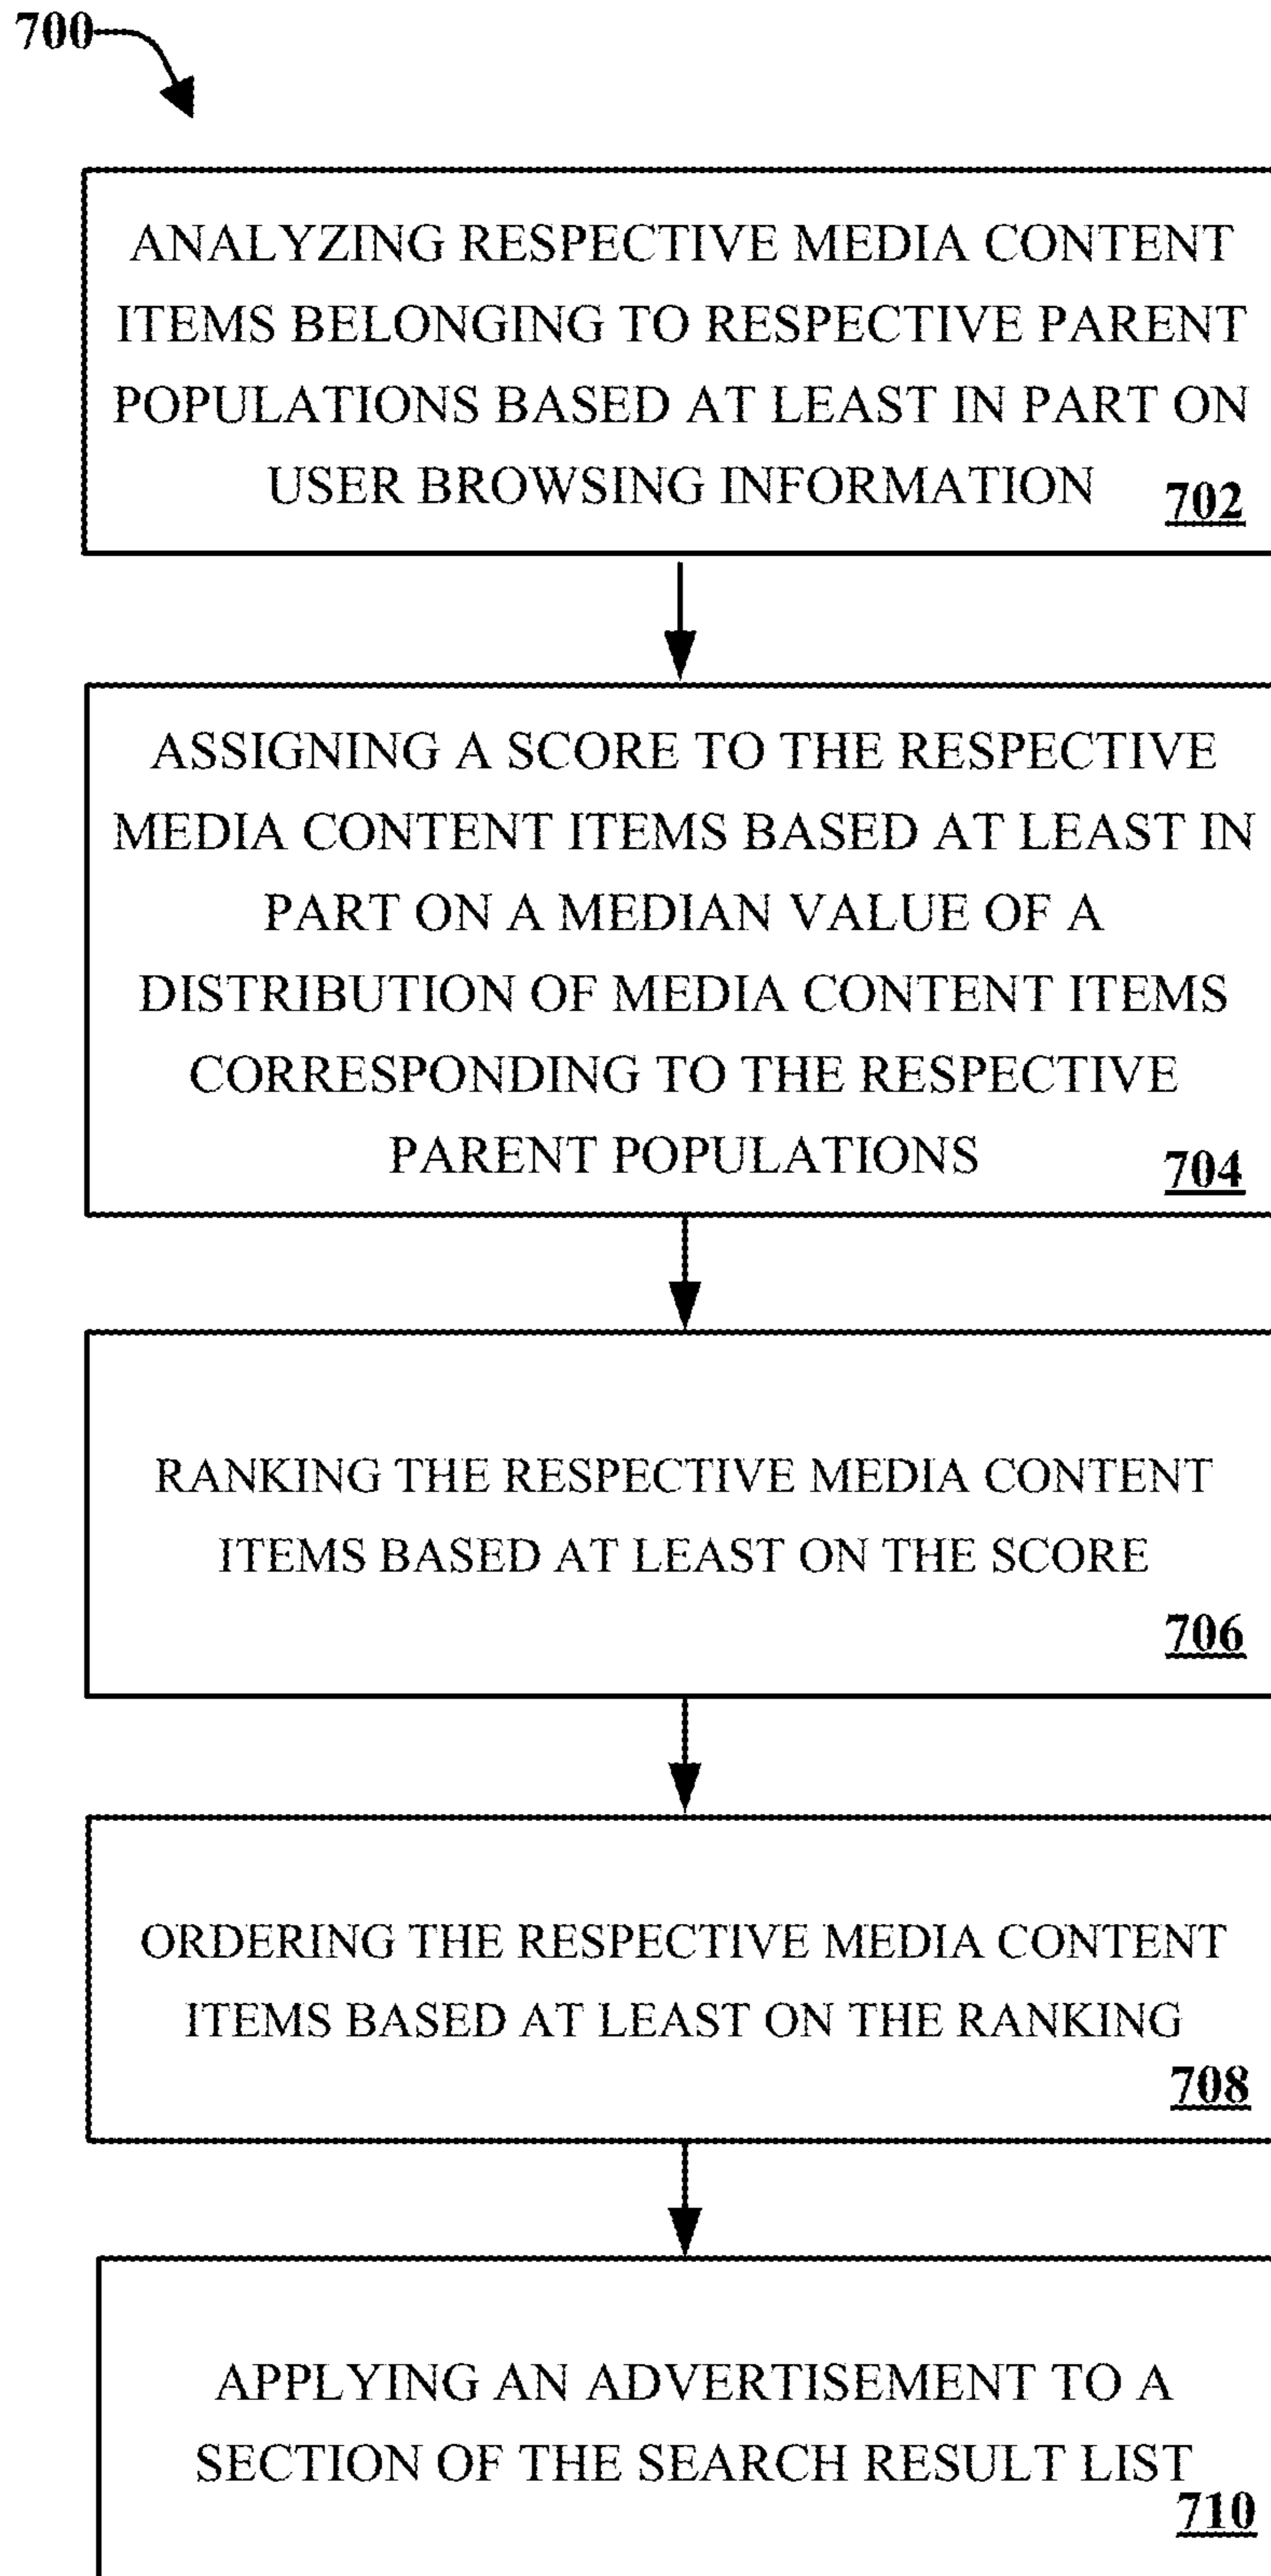 700
ANALYZING RESPECTIVE MEDIA CONTENT
ITEMS BELONGING TO RESPECTIVE PARENT
POPULATIONS BASED AT LEAST IN PART ON
USER BROWSING INFORMATION
702
ASSIGNING A SCORE TO THE RESPECTIVE
MEDIA CONTENT ITEMS BASED AT LEAST IN
PART ON A MEDIAN VALUE OF A
DISTRIBUTION OF MEDIA CONTENT ITEMS
CORRESPONDING TO THE RESPECTIVE
PARENT POPULATIONS
704
RANKING THE RESPECTIVE MEDIA CONTENT
ITEMS BASED AT LEAST ON THE SCORE
706
ORDERING THE RESPECTIVE MEDIA CONTENT
ITEMS BASED AT LEAST ON THE RANKING
708
APPLYING AN ADVERTISEMENT TO A
SECTION OF THE SEARCH RESULT LIST
710